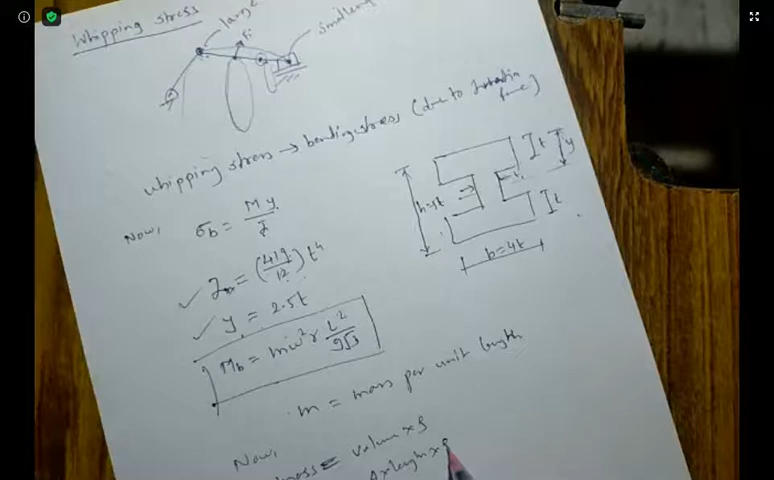 Whipping stress
large
small end
whipping stress → bending stress (due to Inertia force)
h=5t
t
t
y
t
b=4t
Now, σb = My/I
✓ Ixx = (419/12) t⁴
✓ y = 2.5t
Mb = mω²r L²/9√3
m = mass per unit length
Now,
mass = volume × ρ
A×length×ρ